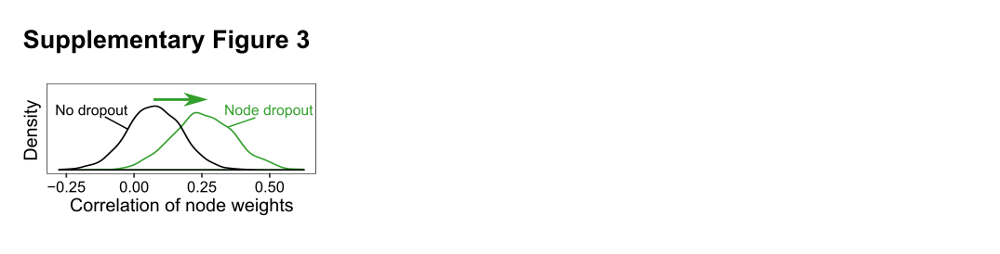 Supplementary Figure 3
No dropout
Node dropout
Density
−0.25 0.00 0.25 0.50
Correlation of node weights